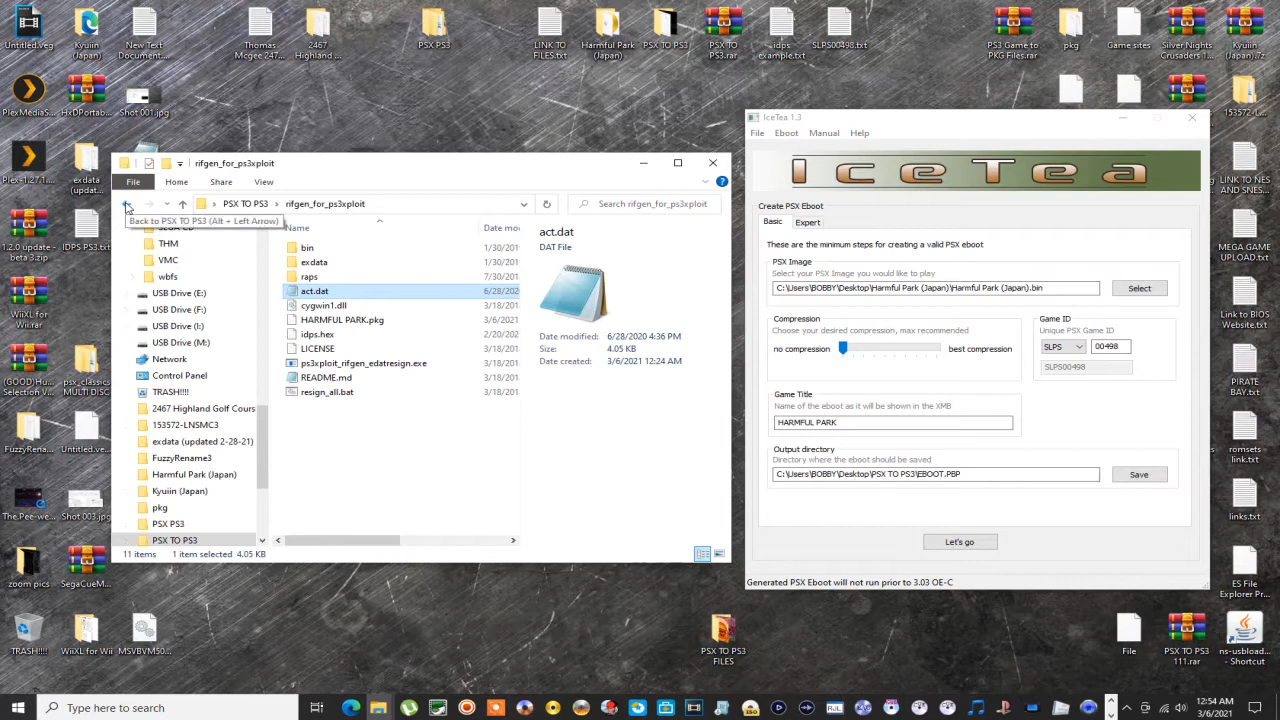 Untitled.veg
Kyuiin
(Japan)
New Text
Document...
Thomas
Mcgee 247...
2467
Highland ...
PSX PS3
LINK TO
FILES.txt
Harmful Park
(Japan)
PSX TO PS3
PSX TO
PS3.rar
idps
example.txt
SLPS00498.txt
PS3 Game to
PKG Files.rar
pkg
Game sites
Silver Nights
Crusaders 1...
Kyuiin
(Japan).7z
PlexMediaS...
HxDPortab...
Shot 001.jpg
153572-L...
Plex-1.27.1...
exdata
(updat...
1.2.0 update -
beta 3.zip
IDPS PS3.txt
WiiXL for
Wii.rar
(GOOD)Hu...
Selection v...
psx_classics
MULTI DISC
FuzzyRena...
Untitled.ve...
The.Pee-we...
Shot 003.jpg
zoom pics
SegaCueM...
TRASH!!!!
WiiXL for Wii
MSVBVM50...
rifgen_for_ps3xploit
File
Home
Share
View
PSX TO PS3
rifgen_for_ps3xploit
Search rifgen_for_ps3xploit
Back to PSX TO PS3 (Alt + Left Arrow)
THM
VMC
wbfs
USB Drive (E:)
USB Drive (F:)
USB Drive (I:)
USB Drive (M:)
Network
Control Panel
TRASH!!!!
2467 Highland Golf Cours
153572-LNSMC3
exdata (updated 2-28-21)
FuzzyRename3
Harmful Park (Japan)
Kyuiin (Japan)
pkg
PSX PS3
PSX TO PS3
Name
Date mo
bin 1/30/201
exdata 1/30/201
raps 7/30/201
act.dat 6/28/202
cygwin1.dll 3/18/201
HARMFUL PARK.pkg 3/6/2021
idps.hex 2/20/201
LICENSE 3/18/201
ps3xploit_rifgen_edatresign.exe 3/18/201
README.md 3/18/201
resign_all.bat 3/18/201
act.dat
DAT File
Date modified: 6/28/2020 4:36 PM
Size: 4.05 KB
Date created: 3/6/2021 12:24 AM
11 items 1 item selected 4.05 KB
IceTea 1.3
File Eboot Manual Help
IceTea
Create PSX Eboot
Basic Expert
These are the minimum steps for creating a valid PSX eboot
PSX Image
Select your PSX Image you would like to play
C:\Users\BOBBY\Desktop\Harmful Park (Japan)\Harmful Park (Japan).bin
Select
Compression
Choose your desired compression, max recommended
no compression
best compression
Game ID
Unique PSX Game ID
SLPS 00498
SLPS00498
Game Title
Name of the eboot as it will be shown in the XMB
HARMFUL PARK
Output directory
Directory where the eboot should be saved
C:\Users\BOBBY\Desktop\PSX TO PS3\EBOOT.PBP
Save
Let's go
Generated PSX Eboot will not run prior to 3.03 OE-C
LINK TO NES
AND SNES...
MEGA GAME
UPLOAD.txt
Link to BIOS
Website.txt
PIRATE
BAY.txt
romsets
link.txt
links.txt
ES File
Explorer Pr...
PSX TO PS3
FILES
File
PSX TO PS3
111.rar
ns-usbload...
- Shortcut
Type here to search
12:54 AM
3/6/2021